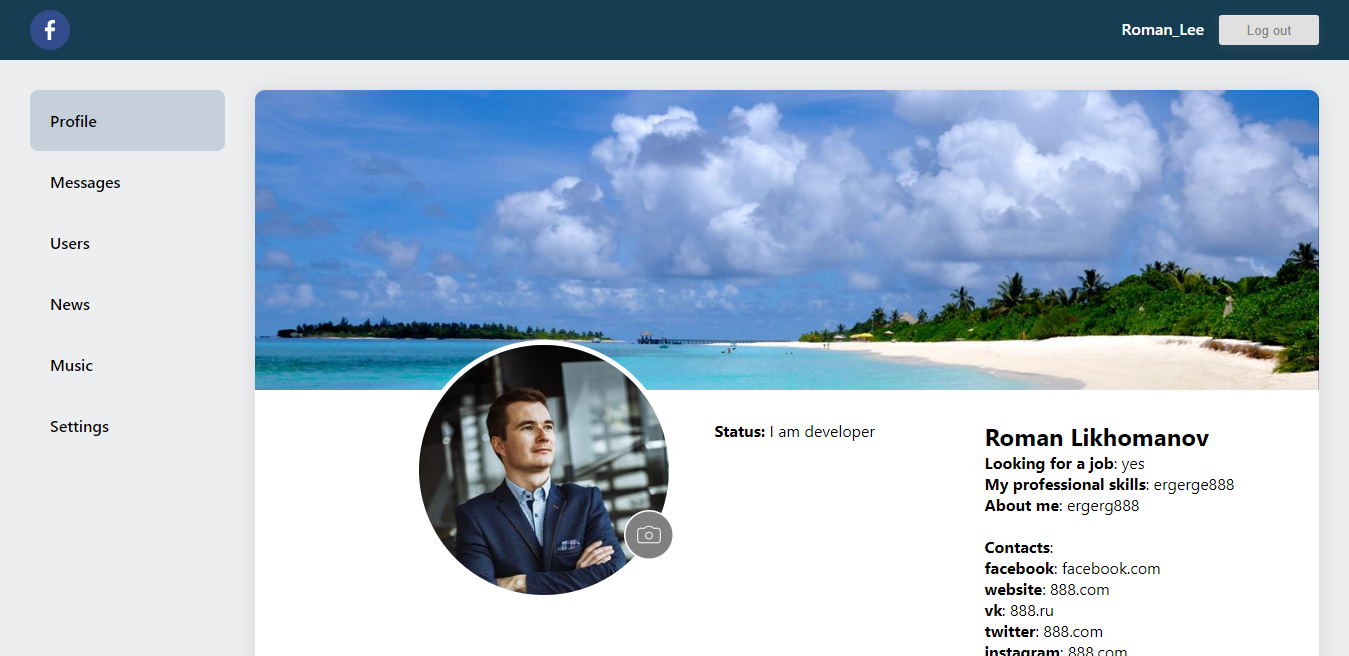 f
Roman_Lee
Log out
Profile
Messages
Users
News
Music
Settings
Status: I am developer
Roman Likhomanov
Looking for a job: yes
My professional skills: ergerge888
About me: ergerg888
Contacts:
facebook: facebook.com
website: 888.com
vk: 888.ru
twitter: 888.com
instagram: 888.com